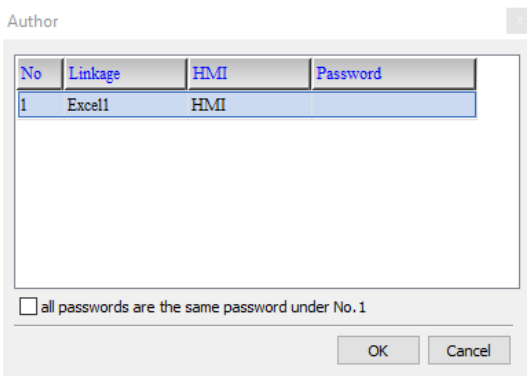 Author
No Linkage HMI Password
1 Excel1 HMI
all passwords are the same password under No.1
OK Cancel